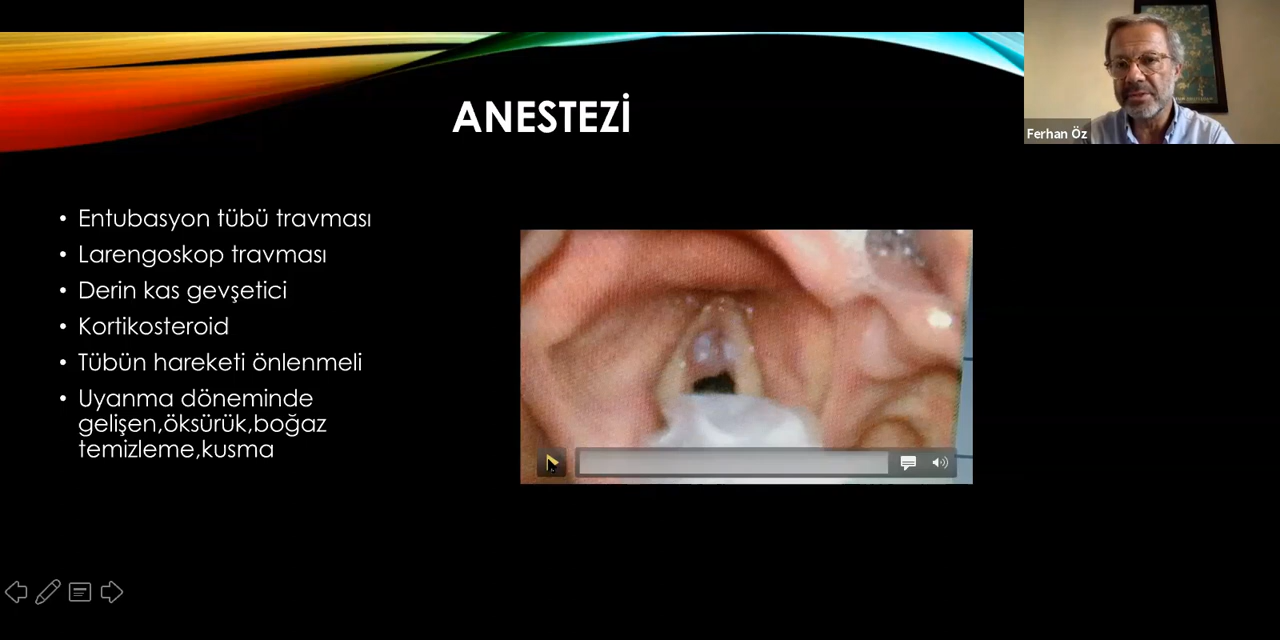 ANESTEZİ
Ferhan Öz
• Entubasyon tübü travması
• Larengoskop travması
• Derin kas gevşetici
• Kortikosteroid
• Tübün hareketi önlenmeli
• Uyanma döneminde
gelişen,öksürük,boğaz
temizleme,kusma